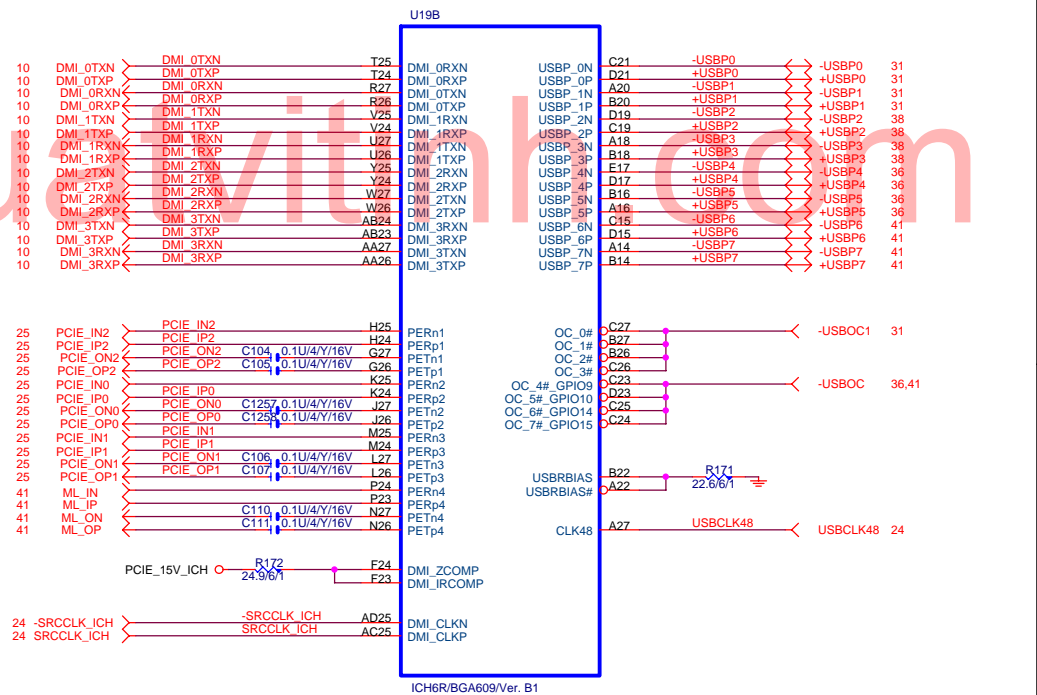 U19B
10 DMI_0TXN DMI_0TXN T25 DMI_0RXN USBP_0N C21 -USBP0 -USBP0 31
10 DMI_0TXP DMI_0TXP T24 DMI_0RXP USBP_0P D21 +USBP0 +USBP0 31
10 DMI_0RXN DMI_0RXN R27 DMI_0TXN USBP_1N A20 -USBP1 -USBP1 31
10 DMI_0RXP DMI_0RXP R26 DMI_0TXP USBP_1P B20 +USBP1 +USBP1 31
10 DMI_1TXN DMI_1TXN V25 DMI_1RXN USBP_2N D19 -USBP2 -USBP2 38
10 DMI_1TXP DMI_1TXP V24 DMI_1RXP USBP_2P C19 +USBP2 +USBP2 38
10 DMI_1RXN DMI_1RXN U27 DMI_1TXN USBP_3N A18 -USBP3 -USBP3 38
10 DMI_1RXP DMI_1RXP U26 DMI_1TXP USBP_3P B18 +USBP3 +USBP3 38
10 DMI_2TXN DMI_2TXN Y25 DMI_2RXN USBP_4N E17 -USBP4 -USBP4 36
10 DMI_2TXP DMI_2TXP Y24 DMI_2RXP USBP_4P D17 +USBP4 +USBP4 36
10 DMI_2RXN DMI_2RXN W27 DMI_2TXN USBP_5N B16 -USBP5 -USBP5 36
10 DMI_2RXP DMI_2RXP W26 DMI_2TXP USBP_5P A16 +USBP5 +USBP5 36
10 DMI_3TXN DMI_3TXN AB24 DMI_3RXN USBP_6N C15 -USBP6 -USBP6 41
10 DMI_3TXP DMI_3TXP AB23 DMI_3RXP USBP_6P D15 +USBP6 +USBP6 41
10 DMI_3RXN DMI_3RXN AA27 DMI_3TXN USBP_7N A14 -USBP7 -USBP7 41
10 DMI_3RXP DMI_3RXP AA26 DMI_3TXP USBP_7P B14 +USBP7 +USBP7 41
uatvitinh.com
25 PCIE_IN2 PCIE_IN2 H25 PERn1 OC_0# C27 -USBOC1 31
25 PCIE_IP2 PCIE_IP2 H24 PERp1 OC_1# B27
25 PCIE_ON2 PCIE_ON2 C104 0.1U/4/Y/16V G27 PETn1 OC_2# B26
25 PCIE_OP2 PCIE_OP2 C105 0.1U/4/Y/16V G26 PETp1 OC_3# C26
25 PCIE_IN0 K25 PERn2 OC_4#_GPIO9 C23 -USBOC 36,41
25 PCIE_IP0 PCIE_IP0 K24 PERp2 OC_5#_GPIO10 D23
25 PCIE_ON0 PCIE_ON0 C1257 0.1U/4/Y/16V J27 PETn2 OC_6#_GPIO14 C25
25 PCIE_OP0 PCIE_OP0 C1258 0.1U/4/Y/16V J26 PETp2 OC_7#_GPIO15 C24
25 PCIE_IN1 PCIE_IN1 M25 PERn3
25 PCIE_IP1 PCIE_IP1 M24 PERp3
25 PCIE_ON1 PCIE_ON1 C106 0.1U/4/Y/16V L27 PETn3
25 PCIE_OP1 PCIE_OP1 C107 0.1U/4/Y/16V L26 PETp3 USBRBIAS B22 R171 22.6/6/1
41 ML_IN P24 PERn4 USBRBIAS# A22
41 ML_IP P23 PERp4
41 ML_ON C110 0.1U/4/Y/16V N27 PETn4
41 ML_OP C111 0.1U/4/Y/16V N26 PETp4 CLK48 A27 USBCLK48 USBCLK48 24
PCIE_15V_ICH R172 24.9/6/1 F24 DMI_ZCOMP
F23 DMI_IRCOMP
24 -SRCCLK_ICH -SRCCLK_ICH AD25 DMI_CLKN
24 SRCCLK_ICH SRCCLK_ICH AC25 DMI_CLKP
ICH6R/BGA609/Ver. B1